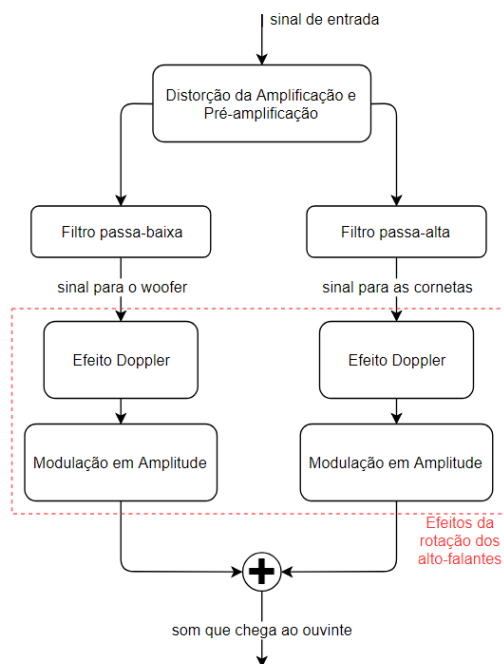 sinal de entrada
Distorção da Amplificação e
Pré-amplificação
Filtro passa-baixa
Filtro passa-alta
sinal para o woofer
sinal para as cornetas
Efeito Doppler
Efeito Doppler
Modulação em Amplitude
Modulação em Amplitude
Efeitos da
rotação dos
alto-falantes
som que chega ao ouvinte